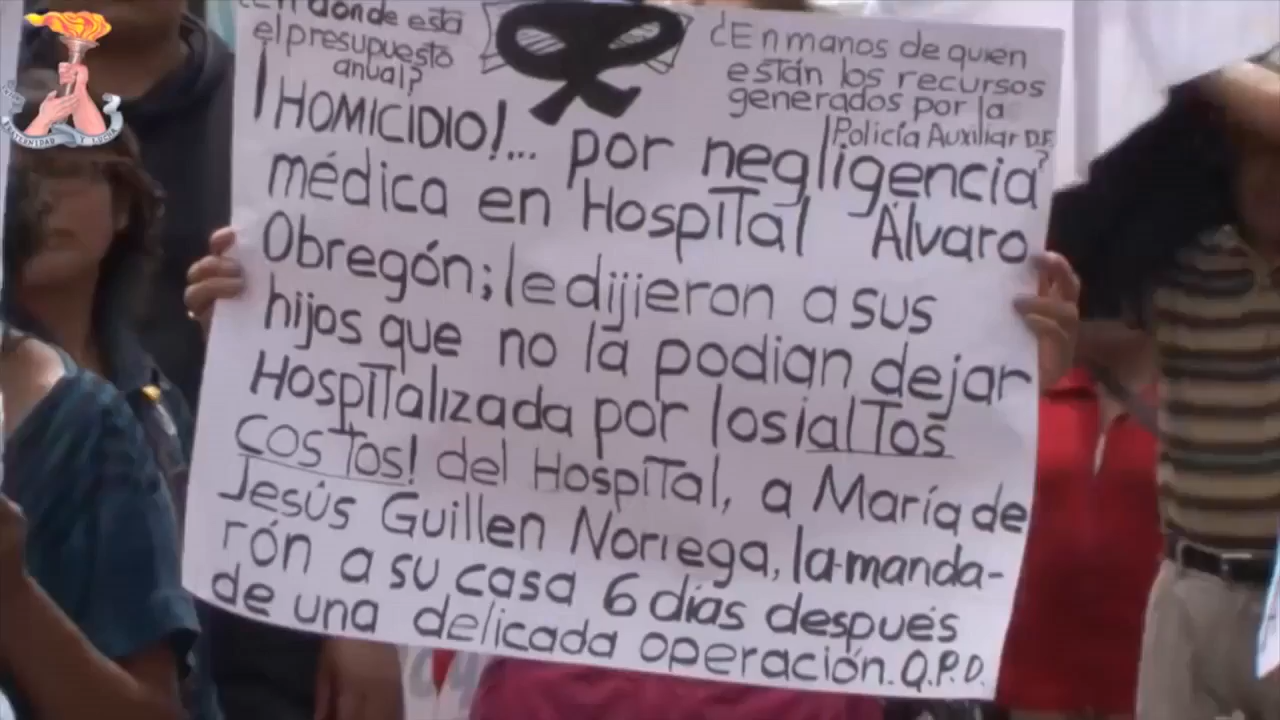 ¿En donde está
el presupuesto
anual?
¿En manos de quien
están los recursos
generados por la
Policía Auxiliar D.F.
?
¡HOMICIDIO!... por negligencia
médica en HospiTal Álvaro
Obregón; le dijieron a sus
hijos que no la podian dejar
HospiTalizada por los ¡alTos
cosTos! del HospiTal, a María de
Jesús Guillen Noriega, la manda-
rón a su casa 6 días después
de una delicada operación. Q.P.D.
FRATERNIDAD Y LUCHA